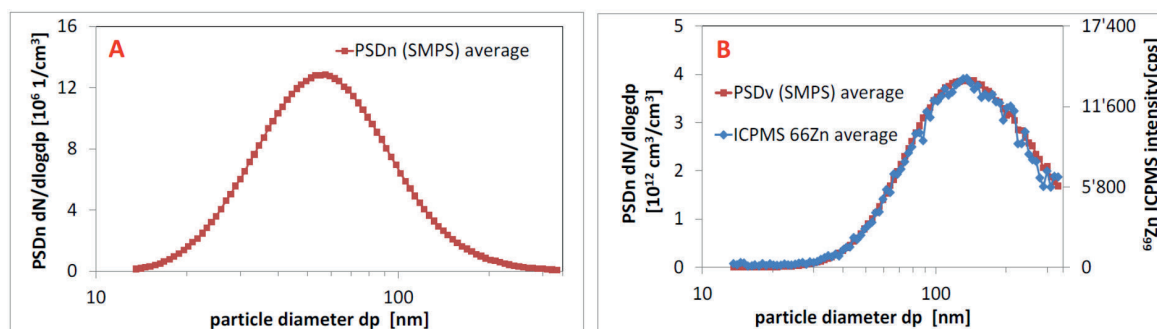 A
PSDn (SMPS) average
PSDn dN/dlogdp [10⁶ 1/cm³]
16
12
8
4
0
10
100
particle diameter dp [nm]
B
PSDv (SMPS) average
ICPMS 66Zn average
PSDn dN/dlogdp
[10¹² cm³/cm³]
5
4
3
2
1
0
10
100
particle diameter dp [nm]
17'400
11'600
5'800
0
⁶⁶Zn ICPMS intensity[cps]